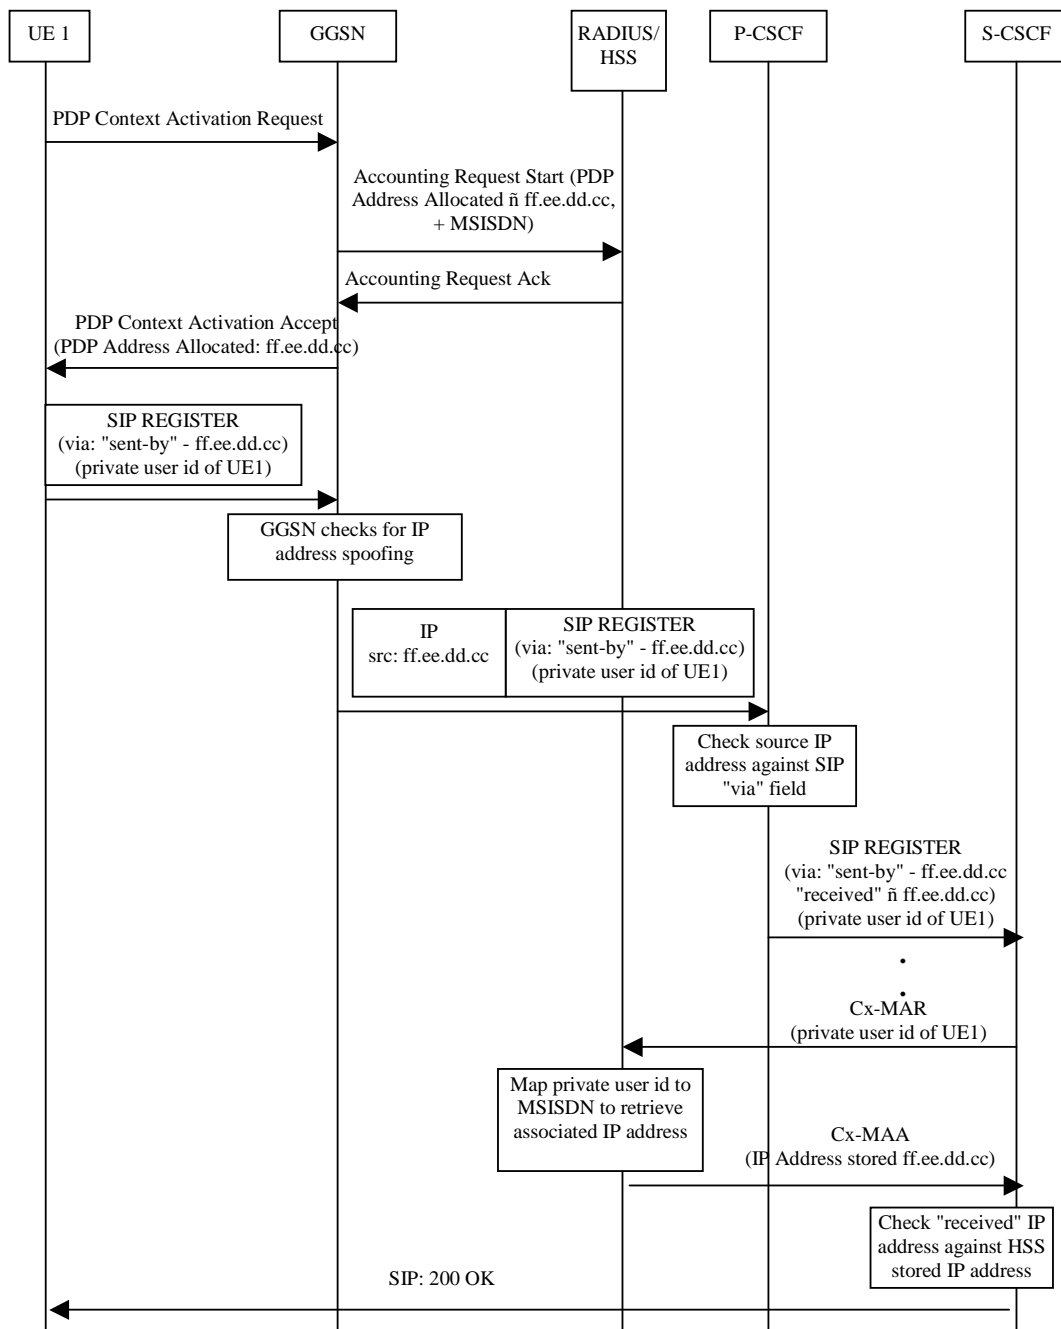 UE 1
GGSN
RADIUS/
HSS
P-CSCF
S-CSCF
PDP Context Activation Request
Accounting Request Start (PDP
Address Allocated ñ ff.ee.dd.cc,
+ MSISDN)
Accounting Request Ack
PDP Context Activation Accept
(PDP Address Allocated: ff.ee.dd.cc)
SIP REGISTER
(via: "sent-by" - ff.ee.dd.cc)
(private user id of UE1)
GGSN checks for IP
address spoofing
IP
src: ff.ee.dd.cc
SIP REGISTER
(via: "sent-by" - ff.ee.dd.cc)
(private user id of UE1)
Check source IP
address against SIP
"via" field
SIP REGISTER
(via: "sent-by" - ff.ee.dd.cc
"received" ñ ff.ee.dd.cc)
(private user id of UE1)
.
.
Cx-MAR
(private user id of UE1)
Map private user id to
MSISDN to retrieve
associated IP address
Cx-MAA
(IP Address stored ff.ee.dd.cc)
Check "received" IP
address against HSS
stored IP address
SIP: 200 OK